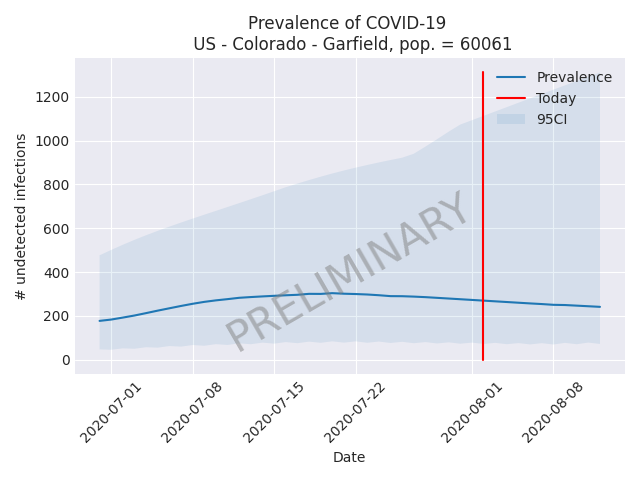 Prevalence of COVID-19
US - Colorado - Garfield, pop. = 60061
Prevalence
Today
95CI
1200
1000
800
600
400
200
0
# undetected infections
PRELIMINARY
2020-07-01
2020-07-08
2020-07-15
2020-07-22
2020-08-01
2020-08-08
Date